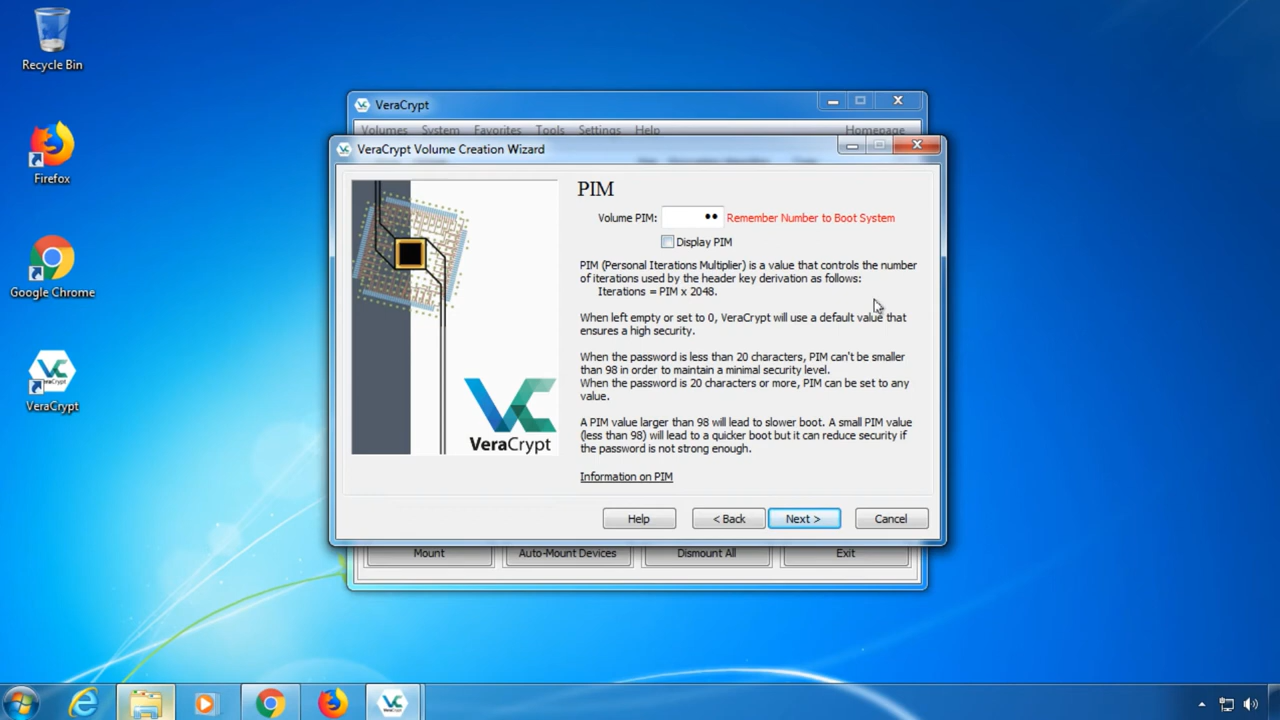 Recycle Bin
Firefox
Google Chrome
VeraCrypt
VeraCrypt
Volumes System Favorites Tools Settings Help Homepage
VeraCrypt Volume Creation Wizard
PIM
Volume PIM: •• Remember Number to Boot System
Display PIM
PIM (Personal Iterations Multiplier) is a value that controls the number
of iterations used by the header key derivation as follows:
Iterations = PIM x 2048.
When left empty or set to 0, VeraCrypt will use a default value that
ensures a high security.
When the password is less than 20 characters, PIM can't be smaller
than 98 in order to maintain a minimal security level.
When the password is 20 characters or more, PIM can be set to any
value.
A PIM value larger than 98 will lead to slower boot. A small PIM value
(less than 98) will lead to a quicker boot but it can reduce security if
the password is not strong enough.
Information on PIM
VeraCrypt
Help < Back Next > Cancel
Mount Auto-Mount Devices Dismount All Exit